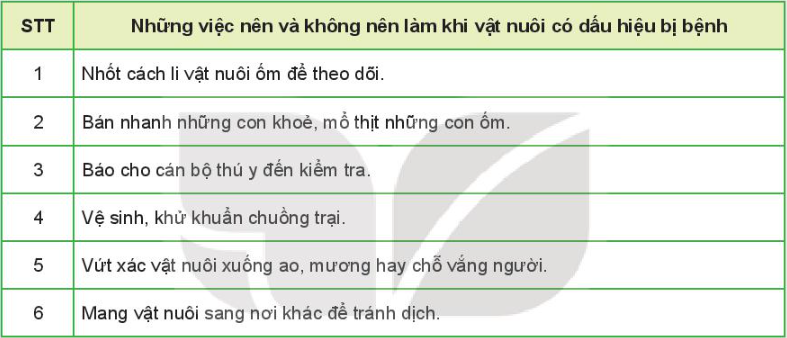 STT Những việc nên và không nên làm khi vật nuôi có dấu hiệu bị bệnh
1 Nhốt cách li vật nuôi ốm để theo dõi.
2 Bán nhanh những con khoẻ, mổ thịt những con ốm.
3 Báo cho cán bộ thú y đến kiểm tra.
4 Vệ sinh, khử khuẩn chuồng trại.
5 Vứt xác vật nuôi xuống ao, mương hay chỗ vắng người.
6 Mang vật nuôi sang nơi khác để tránh dịch.